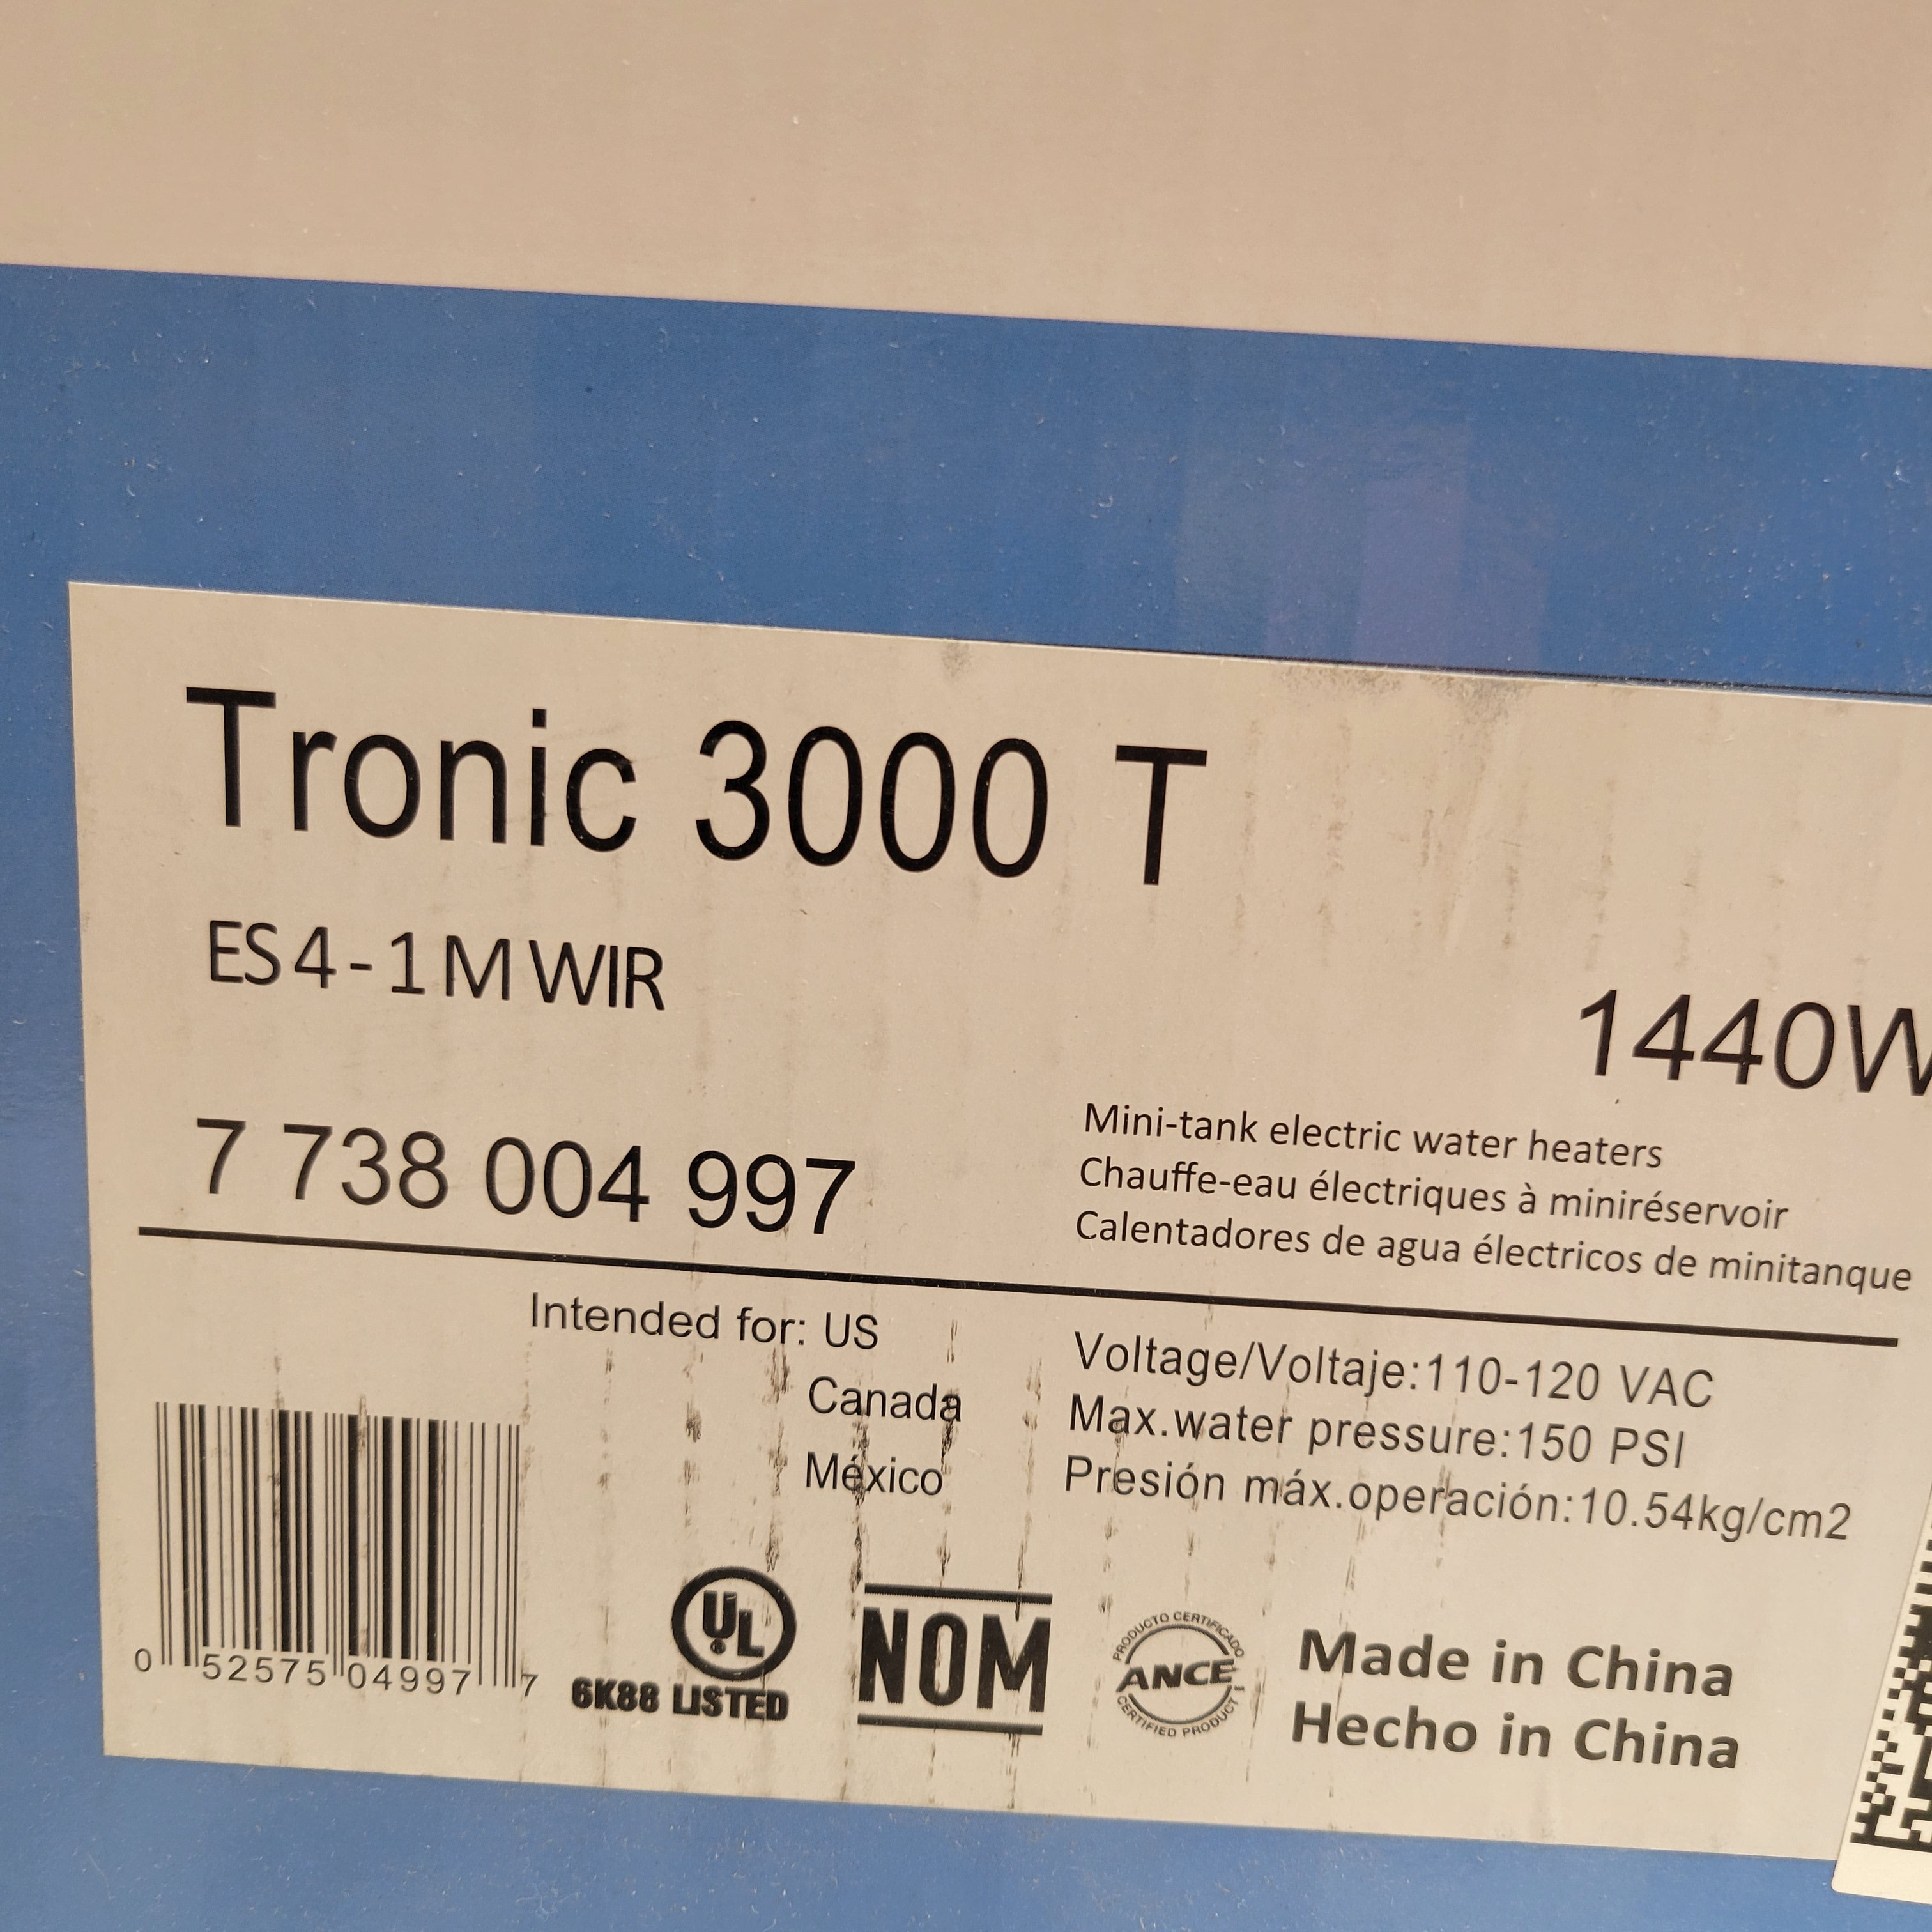 Tronic 3000 T
ES 4 - 1 M WIR
1440W
7 738 004 997
Mini-tank electric water heaters
Chauffe-eau électriques à miniréservoir
Calentadores de agua électricos de minitanque
Intended for: US
Canada
México
Voltage/Voltaje:110-120 VAC
Max.water pressure:150 PSI
Presión máx.operación:10.54kg/cm2
0 52575 04997 7
UL ®
6K88 LISTED
NOM
PRODUCTO CERTIFICADO
ANCE
CERTIFIED PRODUCT
Made in China
Hecho in China